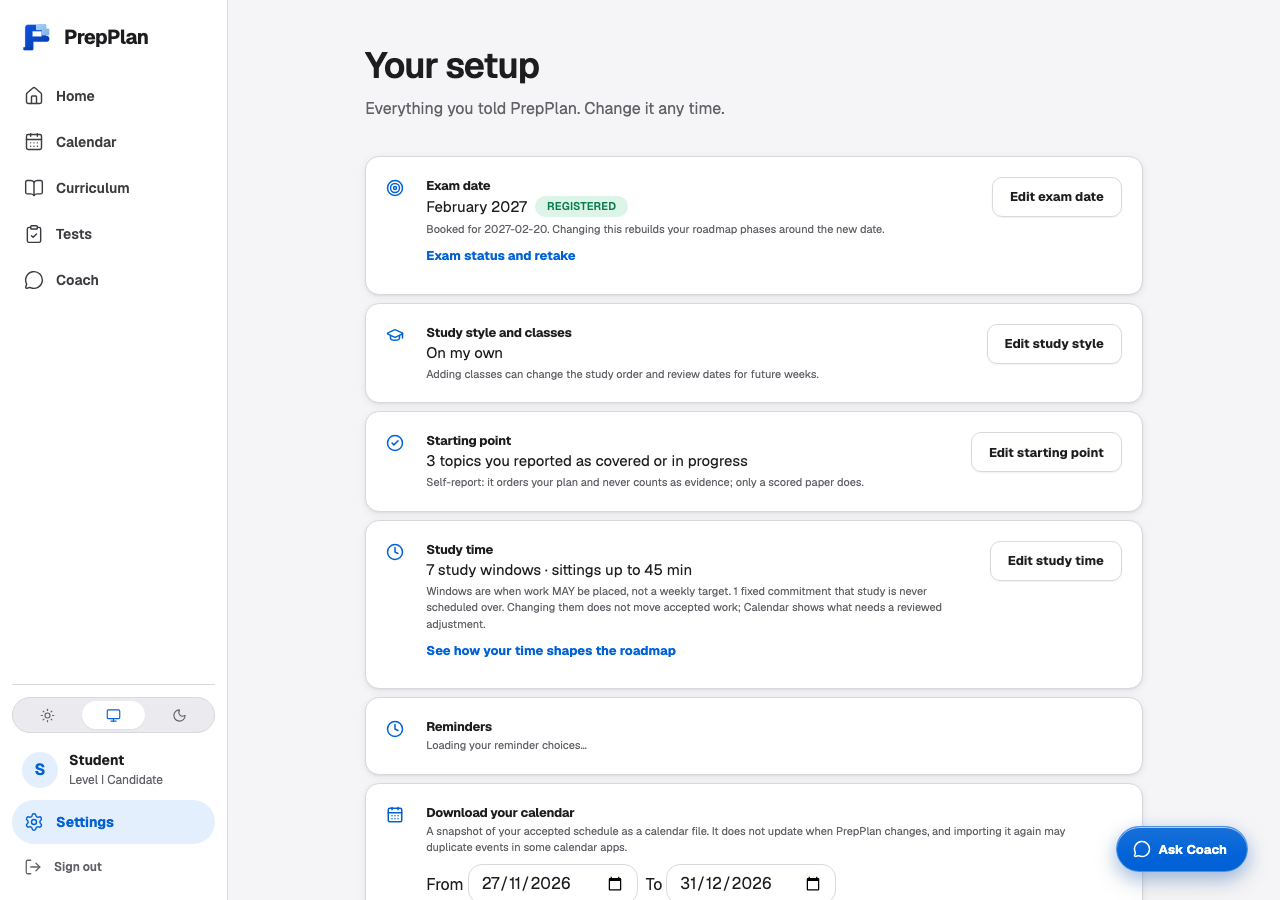 PrepPlan
Home
Calendar
Curriculum
Tests
Coach
Student
S
Level I Candidate
Settings
Sign out
Your setup
Everything you told PrepPlan. Change it any time.
Exam date
February 2027 REGISTERED
Booked for 2027-02-20. Changing this rebuilds your roadmap phases around the new date.
Exam status and retake
Edit exam date
Study style and classes
On my own
Adding classes can change the study order and review dates for future weeks.
Edit study style
Starting point
3 topics you reported as covered or in progress
Self-report: it orders your plan and never counts as evidence; only a scored paper does.
Edit starting point
Study time
7 study windows · sittings up to 45 min
Windows are when work MAY be placed, not a weekly target. 1 fixed commitment that study is never
scheduled over. Changing them does not move accepted work; Calendar shows what needs a reviewed
adjustment.
See how your time shapes the roadmap
Edit study time
Reminders
Loading your reminder choices…
Download your calendar
A snapshot of your accepted schedule as a calendar file. It does not update when PrepPlan changes, and importing it again may
duplicate events in some calendar apps.
From 27/11/2026 To 31/12/2026
Ask Coach